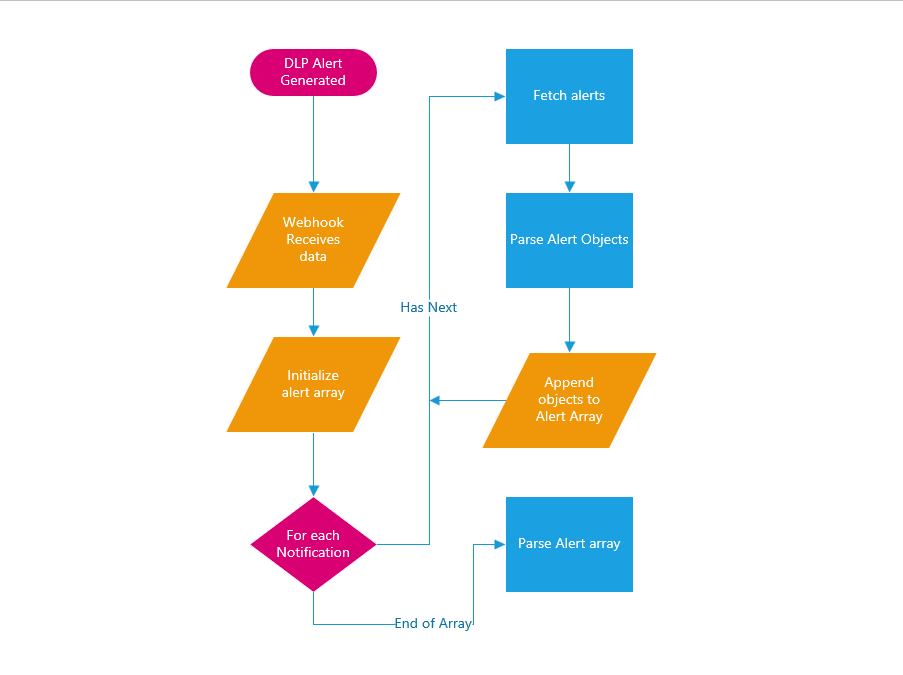 DLP Alert
Generated
Fetch alerts
Webhook
Receives
data
Parse Alert Objects
Has Next
Initialize
alert array
Append
objects to
Alert Array
For each
Notification
Parse Alert array
End of Array